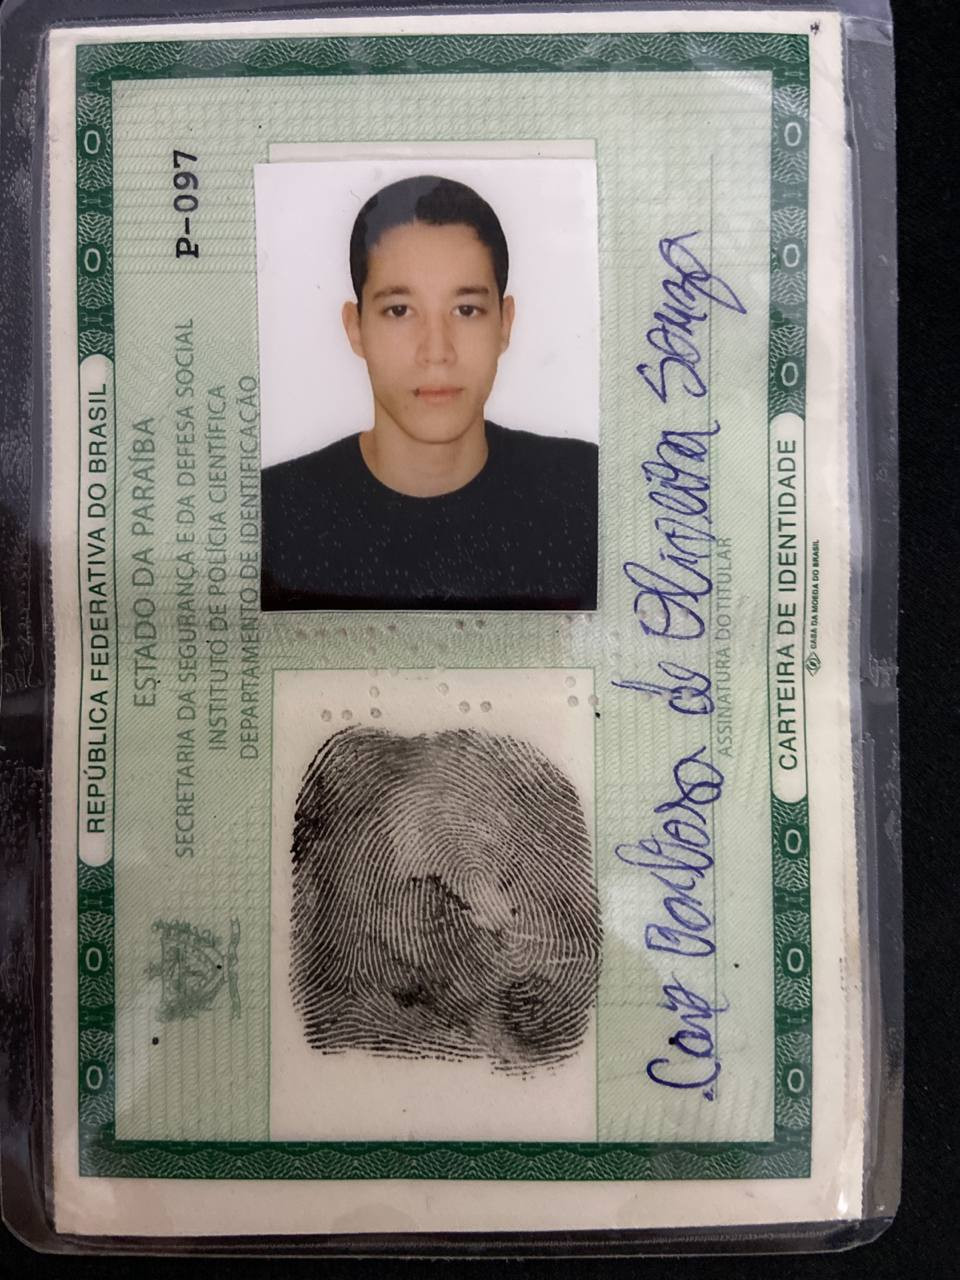 REPÚBLICA FEDERATIVA DO BRASIL
ESTADO DA PARAÍBA
P-097
SECRETARIA DA SEGURANÇA E DA DEFESA SOCIAL
INSTITUTO DE POLÍCIA CIENTÍFICA
DEPARTAMENTO DE IDENTIFICAÇÃO
Barbosa de Oliveira Souza
ASSINATURA DO TITULAR
CARTEIRA DE IDENTIDADE
CASA DA MOEDA DO BRASIL